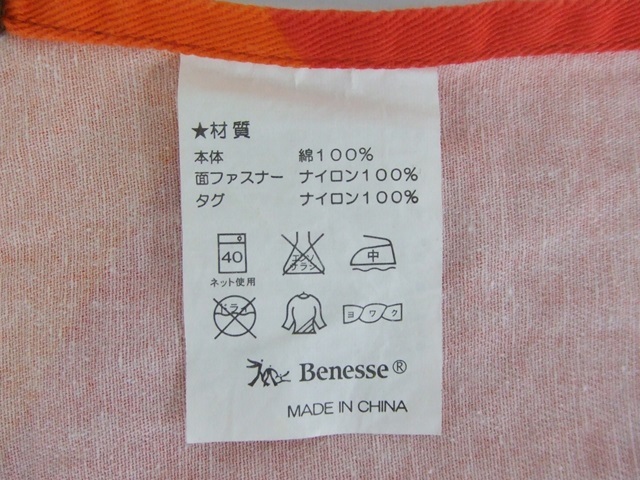 ★材質
本体 綿100%
面ファスナー ナイロン100%
タグ ナイロン100%
40
エンソ
チラシ
中
ネット使用
ドライ
ヨワク
Benesse®
MADE IN CHINA